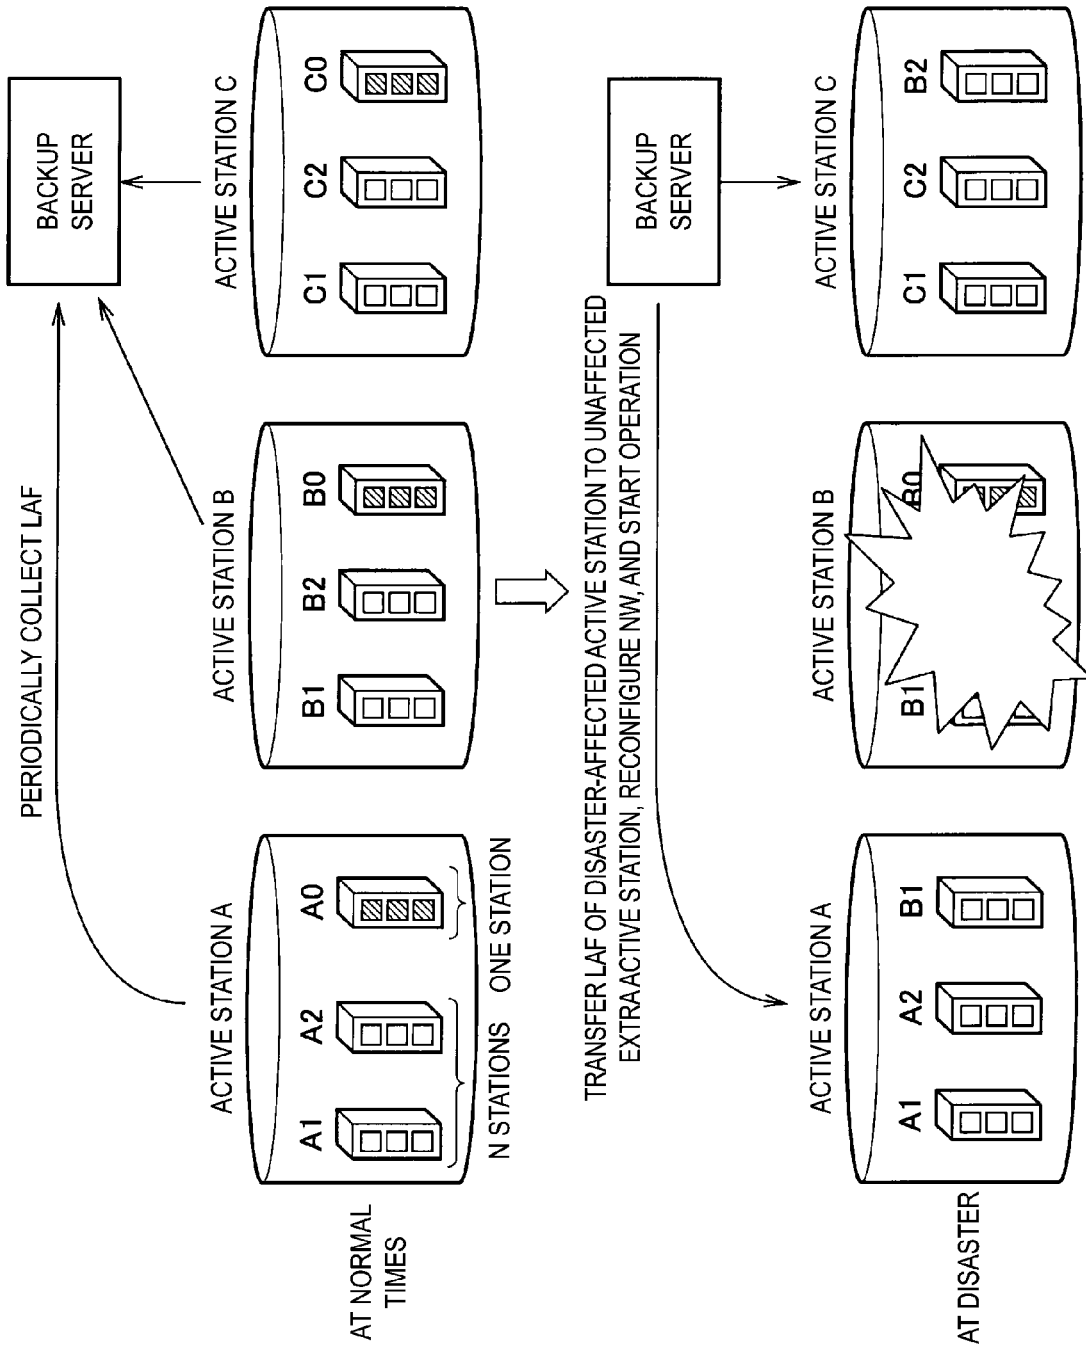 PERIODICALLY COLLECT LAF
BACKUP
SERVER
ACTIVE STATION A
ACTIVE STATION B
ACTIVE STATION C
AT NORMAL
TIMES
A1
A2
A0
B1
B2
B0
C1
C2
C0
N STATIONS
ONE STATION
TRANSFER LAF OF DISASTER-AFFECTED ACTIVE STATION TO UNAFFECTED
EXTRA ACTIVE STATION, RECONFIGURE NW, AND START OPERATION
BACKUP
SERVER
ACTIVE STATION A
ACTIVE STATION B
ACTIVE STATION C
AT DISASTER
A1
A2
B1
B1
B0
C1
C2
B2